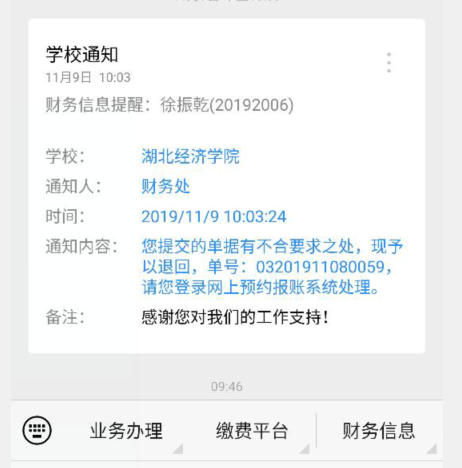 学校通知
11月9日 10:03
财务信息提醒：徐振乾(20192006)
学校： 湖北经济学院
通知人： 财务处
时间： 2019/11/9 10:03:24
通知内容： 您提交的单据有不合要求之处，现予
以退回，单号：03201911080059，
请您登录网上预约报账系统处理。
备注： 感谢您对我们的工作支持！
09:46
业务办理 缴费平台 财务信息